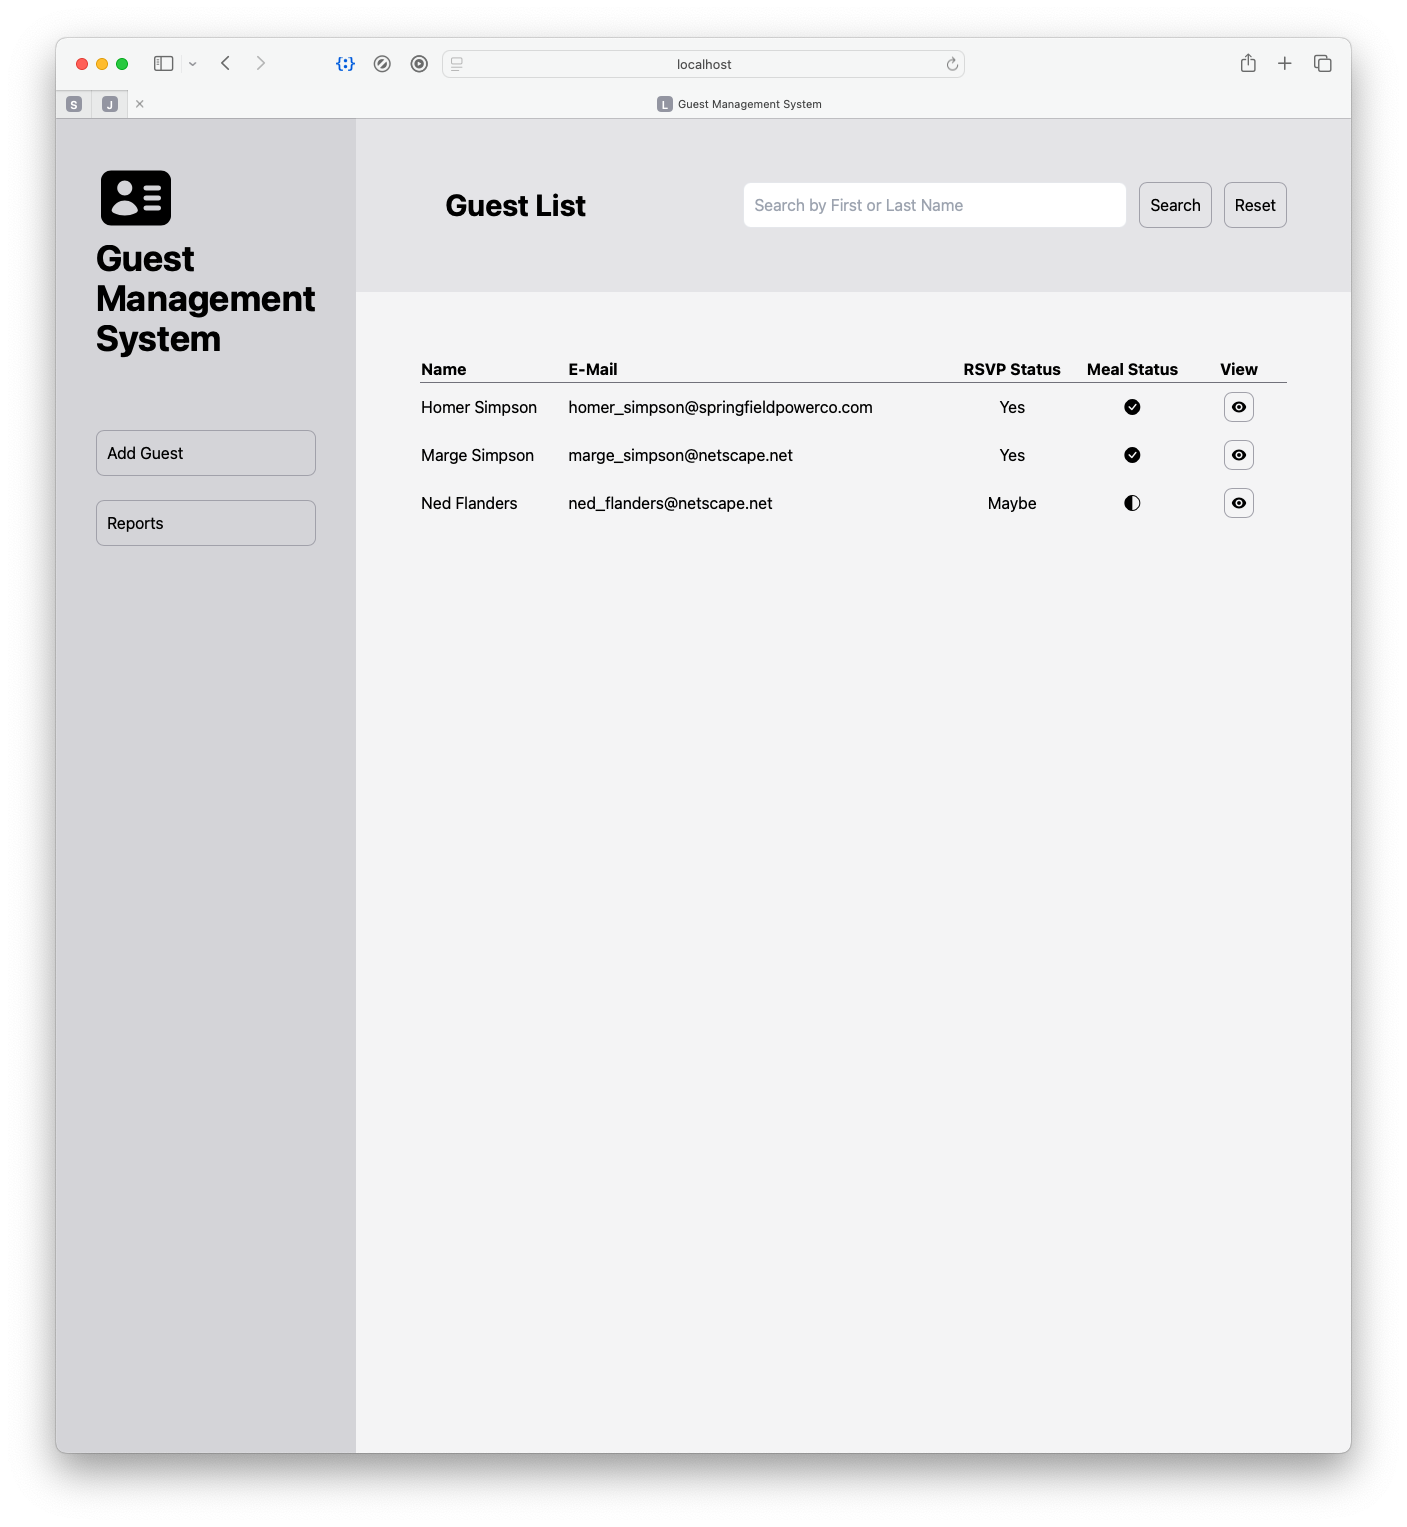 localhost
S
J
L Guest Management System
Guest
Management
System
Add Guest
Reports
Guest List
Search by First or Last Name
Search
Reset
Name E-Mail RSVP Status Meal Status View
Homer Simpson homer_simpson@springfieldpowerco.com Yes
Marge Simpson marge_simpson@netscape.net Yes
Ned Flanders ned_flanders@netscape.net Maybe